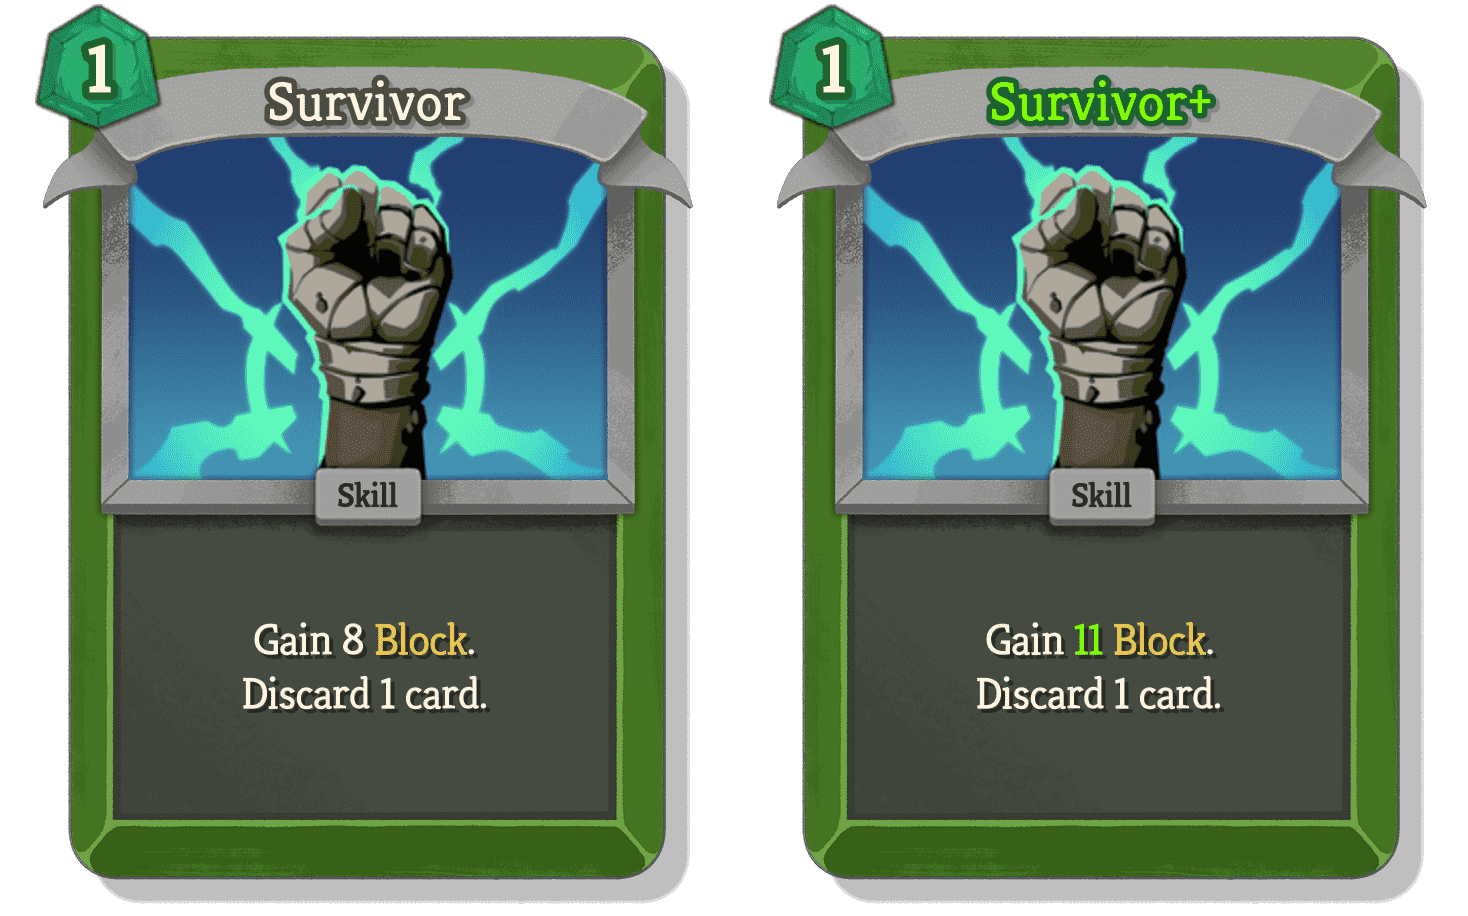 1
Survivor
Skill
Gain 8 Block.
Discard 1 card.
1
Survivor+
Skill
Gain 11 Block.
Discard 1 card.